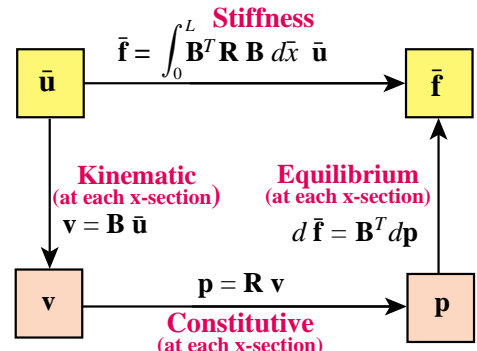 Stiffness
f̄ = ∫₀ᴸ Bᵀ R B dx̄ ū
ū
f̄
Kinematic
(at each x-section)
v = B ū
Equilibrium
(at each x-section)
d f̄ = Bᵀ dp
v
p = R v
p
Constitutive
(at each x-section)